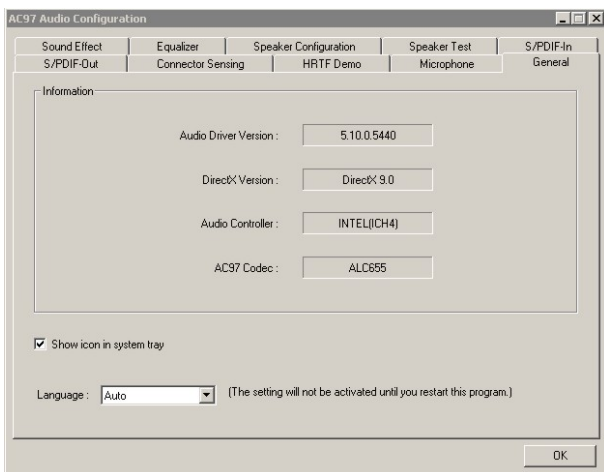 AC97 Audio Configuration
Sound Effect Equalizer Speaker Configuration Speaker Test S/PDIF-In
S/PDIF-Out Connector Sensing HRTF Demo Microphone General
Information
Audio Driver Version : 5.10.0.5440
DirectX Version : DirectX 9.0
Audio Controller : INTEL(ICH4)
AC97 Codec : ALC655
Show icon in system tray
Language : Auto (The setting will not be activated until you restart this program.)
OK